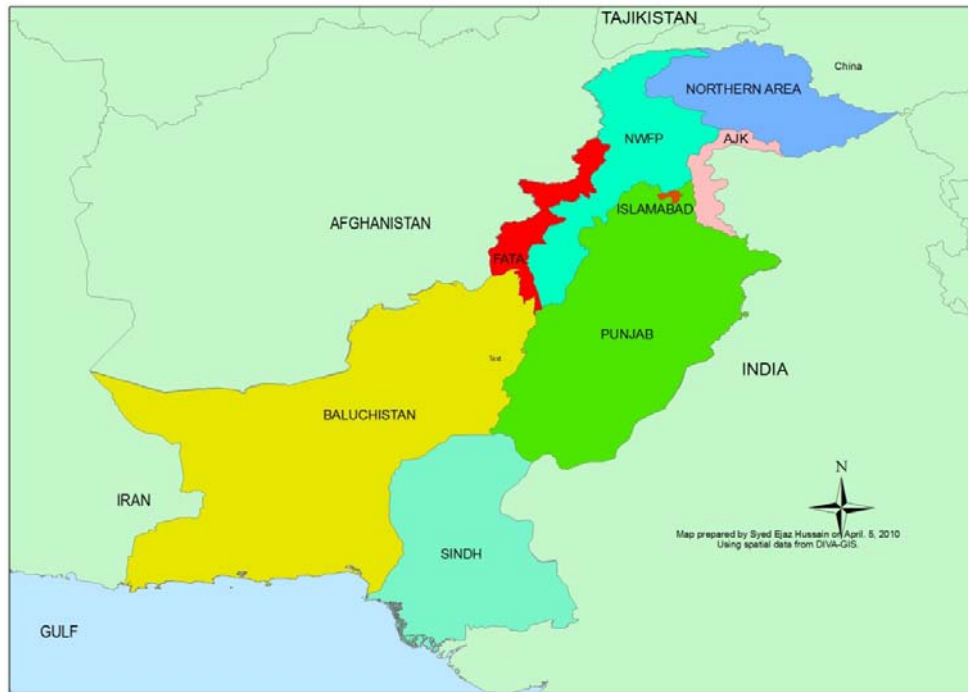 TAJIKISTAN
China
NORTHERN AREA
NWFP
AJK
ISLAMABAD
AFGHANISTAN
FATA
PUNJAB
Text
INDIA
BALUCHISTAN
IRAN
N
Map prepared by Syed Ejaz Hussain on April. 5, 2010
Using spatial data from DIVA-GIS.
SINDH
GULF